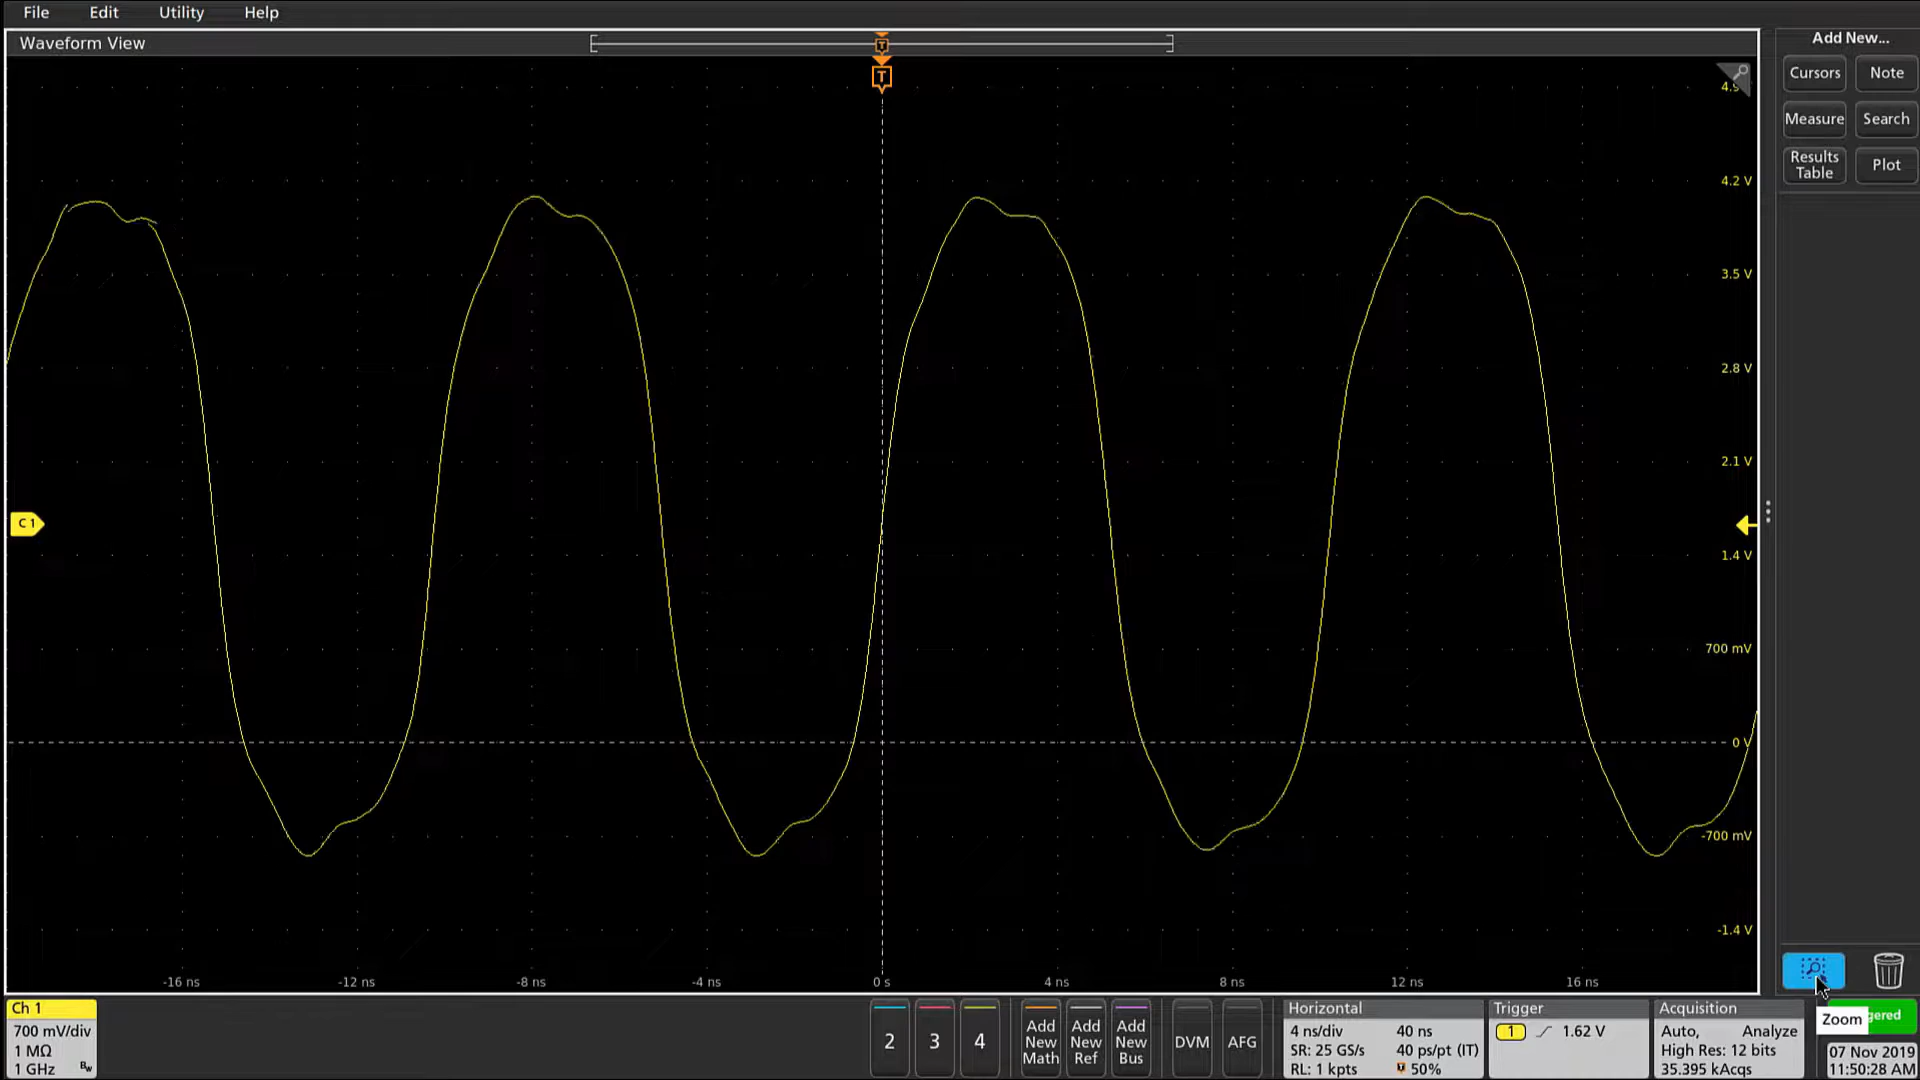 File Edit Utility Help
Waveform View
T
T
Add New...
Cursors Note
Measure Search
Results Table Plot
4.2 V
3.5 V
2.8 V
2.1 V
C 1
1.4 V
700 mV
0 V
-700 mV
-1.4 V
-16 ns -12 ns -8 ns -4 ns 0 s 4 ns 8 ns 12 ns 16 ns
Ch 1
700 mV/div
1 MΩ
1 GHz Bw
2 3 4
Add New Math
Add New Ref
Add New Bus
DVM AFG
Horizontal
4 ns/div 40 ns
SR: 25 GS/s 40 ps/pt (IT)
RL: 1 kpts 50%
Trigger
1 1.62 V
Acquisition
Auto, Analyze
High Res: 12 bits
35.395 kAcqs
Zoom
gered
07 Nov 2019
11:50:28 AM